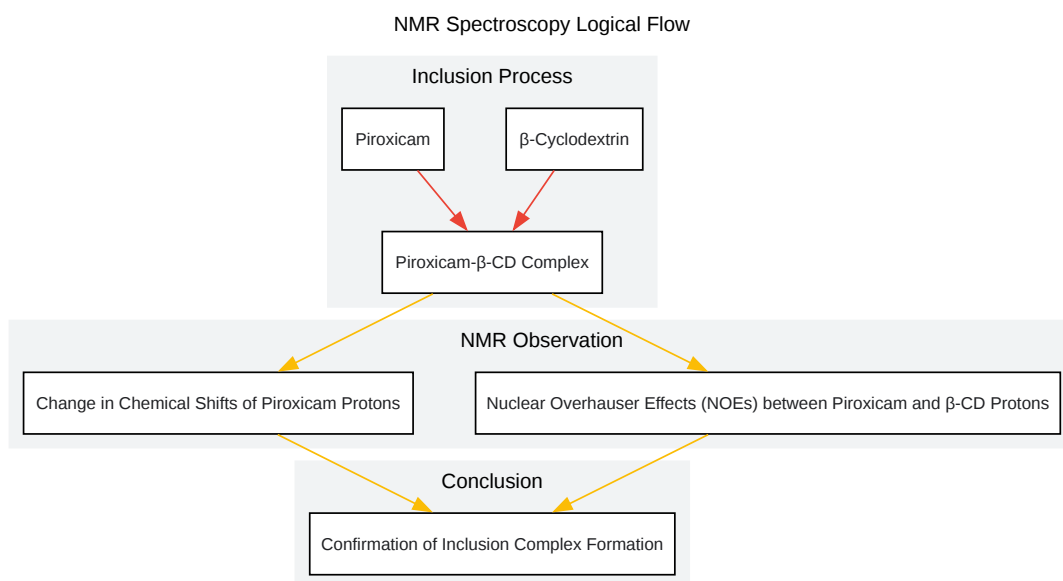 NMR Spectroscopy Logical Flow
Inclusion Process
Piroxicam
β-Cyclodextrin
Piroxicam-β-CD Complex
NMR Observation
Change in Chemical Shifts of Piroxicam Protons
Nuclear Overhauser Effects (NOEs) between Piroxicam and β-CD Protons
Conclusion
Confirmation of Inclusion Complex Formation